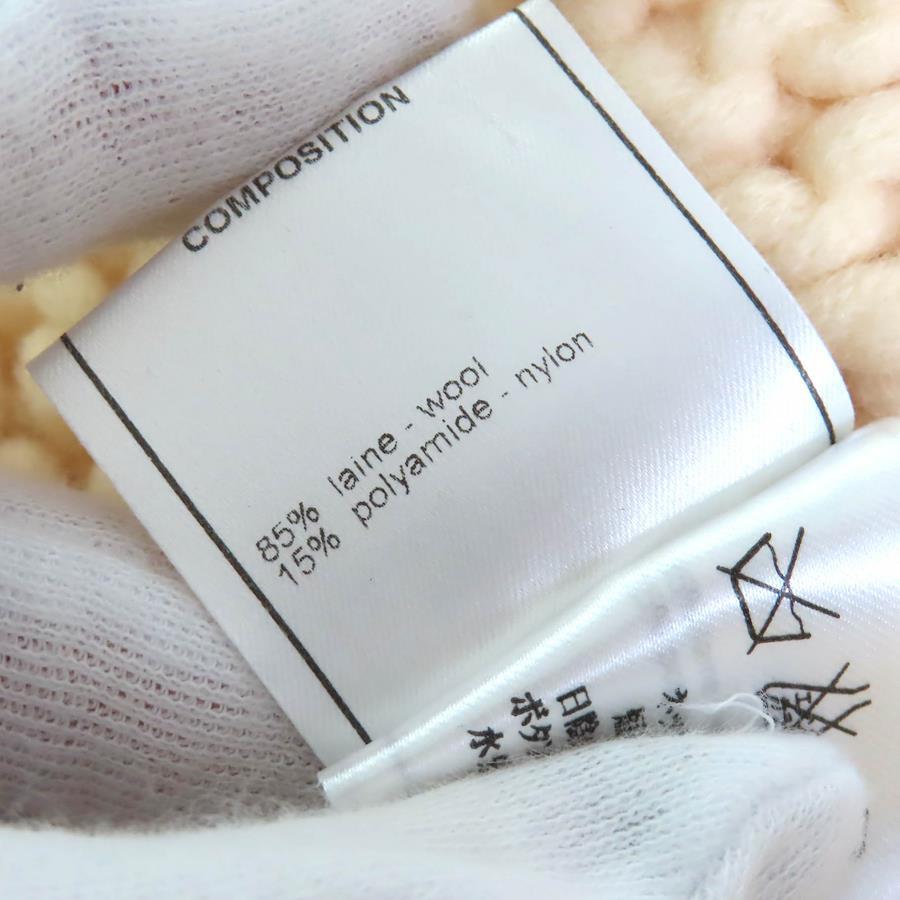 COMPOSITION
85% laine - wool
15% polyamide - nylon